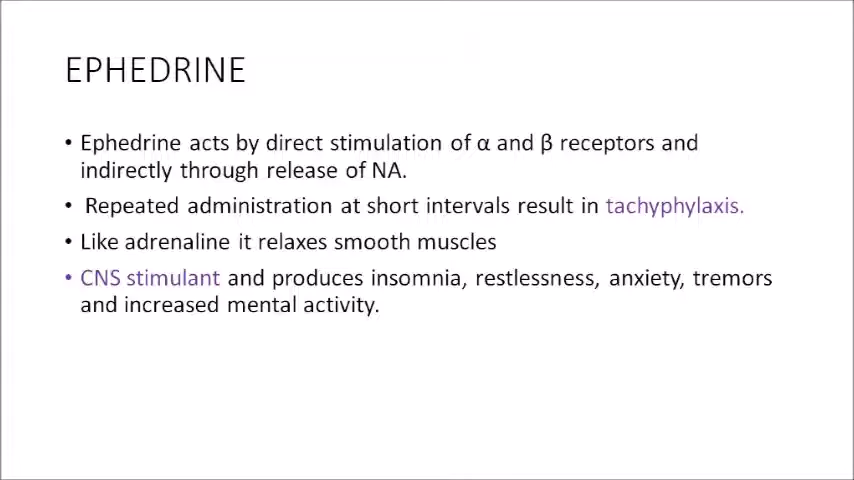 EPHEDRINE
• Ephedrine acts by direct stimulation of α and β receptors and
indirectly through release of NA.
• Repeated administration at short intervals result in tachyphylaxis.
• Like adrenaline it relaxes smooth muscles
• CNS stimulant and produces insomnia, restlessness, anxiety, tremors
and increased mental activity.